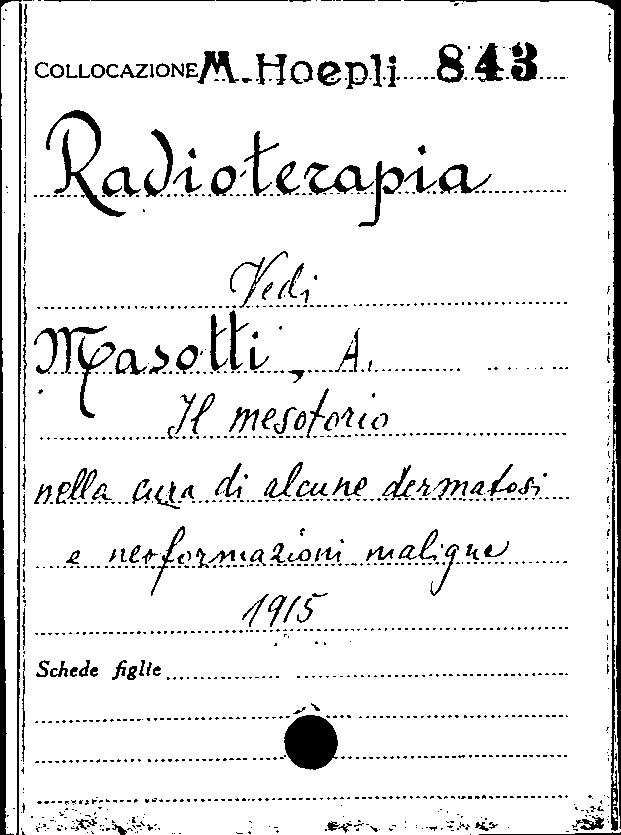 COLLOCAZIONE M. Hoepli 843
Radioterapia
Vedi
Masotti, A.
Il mesotorio
nella cura di alcune dermatosi
e neoformazioni maligne
1915
Schede figlie